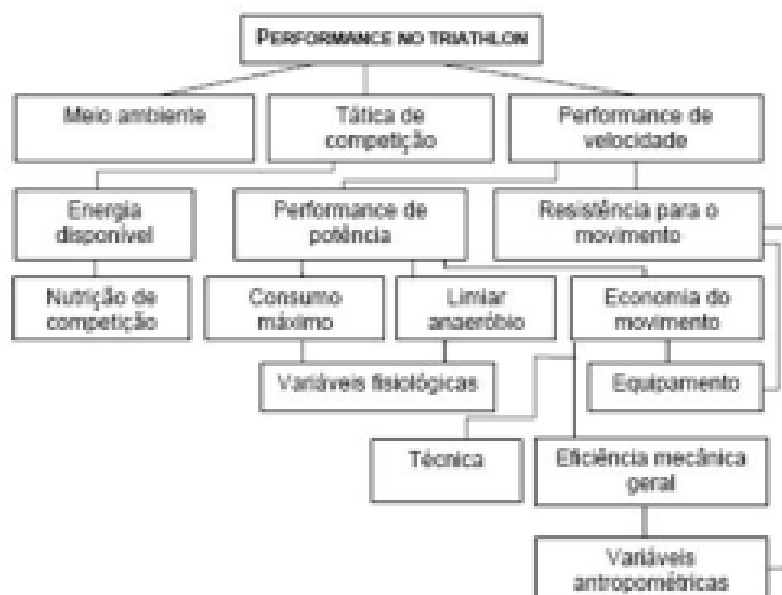 PERFORMANCE NO TRIATHLON
Meio ambiente
Tática de
competição
Performance de
velocidade
Energia
disponível
Performance de
potência
Resistência para o
movimento
Nutrição de
competição
Consumo
máximo
Limiar
anaeróbio
Economia do
movimento
Variáveis fisiológicas
Equipamento
Técnica
Eficiência mecânica
geral
Variáveis
antropométricas